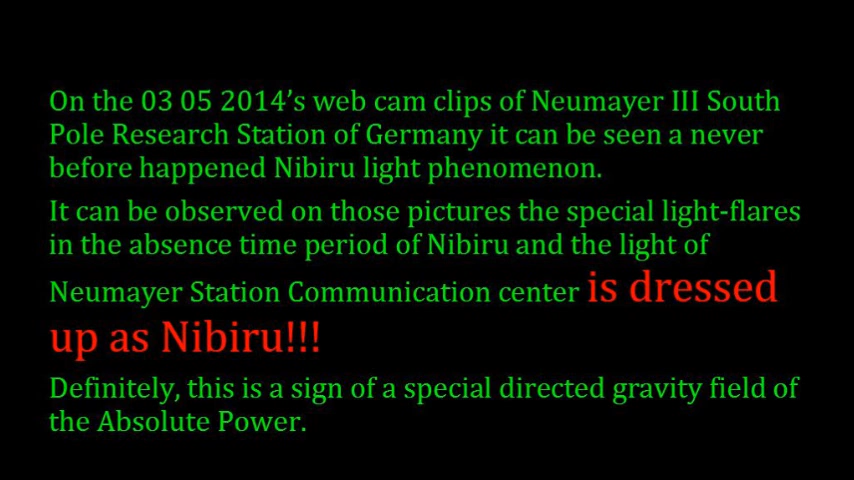 On the 03 05 2014’s web cam clips of Neumayer III South
Pole Research Station of Germany it can be seen a never
before happened Nibiru light phenomenon.
It can be observed on those pictures the special light-flares
in the absence time period of Nibiru and the light of
Neumayer Station Communication center is dressed
up as Nibiru!!!
Definitely, this is a sign of a special directed gravity field of
the Absolute Power.